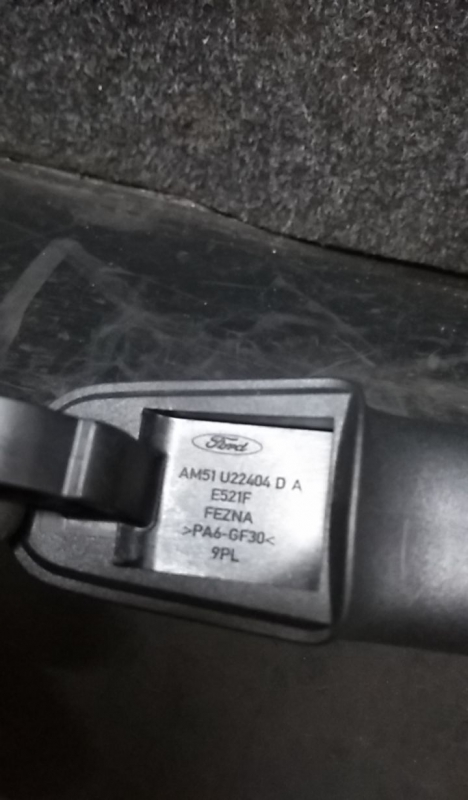 Ford
AM51 U22404 D A
E521F
FEZNA
>PA6-GF30<
9PL